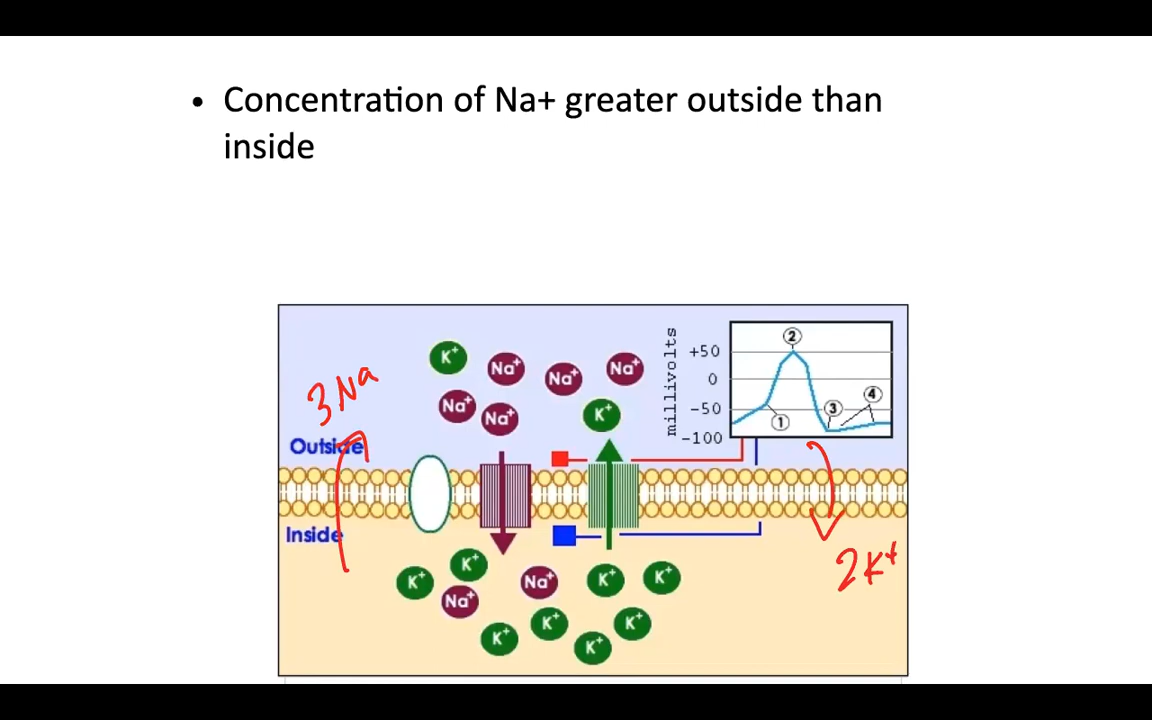 • Concentration of Na+ greater outside than
inside
3 Na
Outside
Inside
K+
Na+
Na+
Na+
Na+
Na+
K+
millivolts
+50
0
-50
-100
1
2
3
4
2K+
K+
K+
Na+
Na+
K+
K+
K+
K+
K+
K+